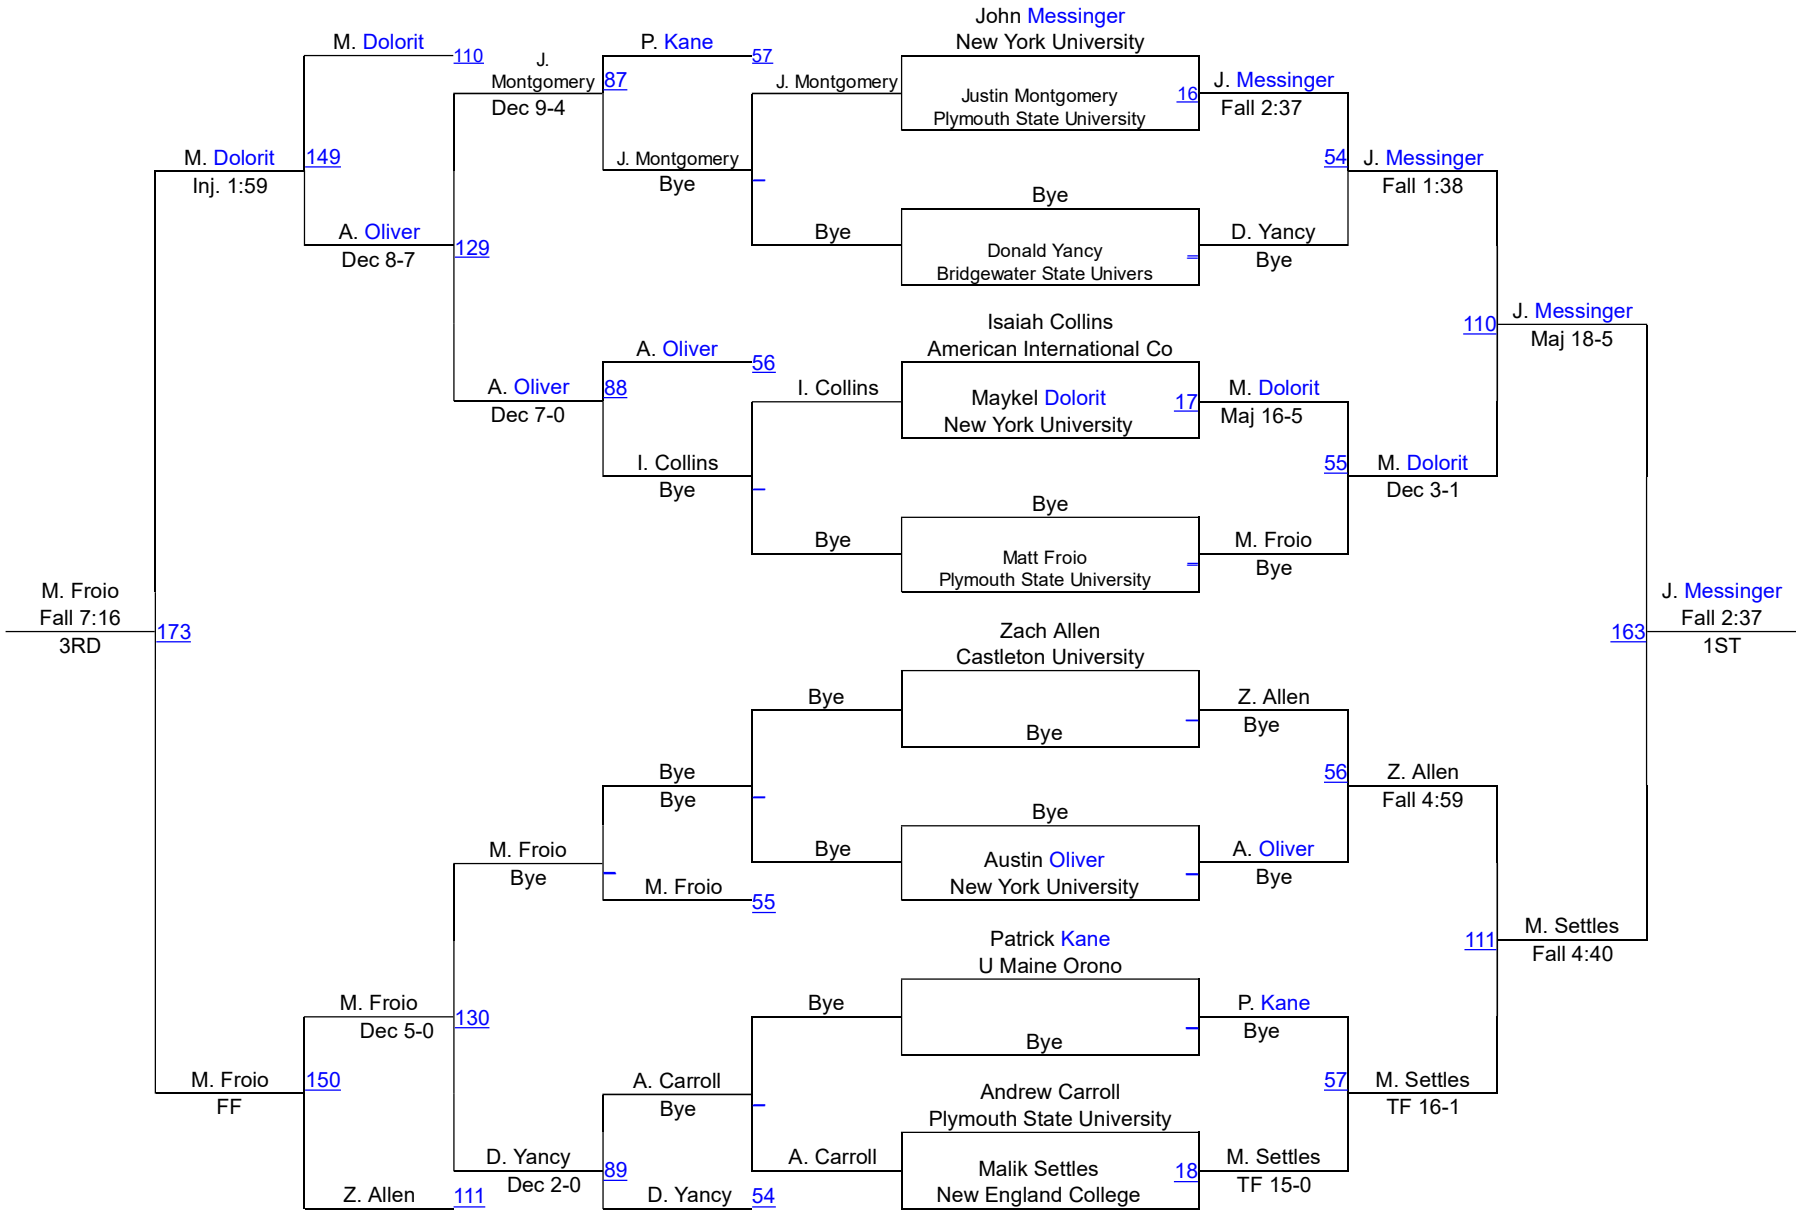 John Messinger
New York University
M. Dolorit
110
J.
Montgomery
Dec 9-4
P. Kane
57
87
J. Montgomery
Justin Montgomery
Plymouth State University
16
J. Messinger
Fall 2:37
M. Dolorit
Inj. 1:59
149
J. Montgomery
Bye
54
J. Messinger
Fall 1:38
A. Oliver
Dec 8-7
129
Bye
Bye
Donald Yancy
Bridgewater State Univers
D. Yancy
Bye
Isaiah Collins
American International Co
110
J. Messinger
Maj 18-5
A. Oliver
56
A. Oliver
Dec 7-0
88
I. Collins
Maykel Dolorit
New York University
17
M. Dolorit
Maj 16-5
I. Collins
Bye
55
M. Dolorit
Dec 3-1
Bye
Bye
Matt Froio
Plymouth State University
M. Froio
Bye
M. Froio
Fall 7:16
3RD
173
J. Messinger
Fall 2:37
1ST
163
Zach Allen
Castleton University
Bye
Bye
Z. Allen
Bye
Bye
Bye
56
Z. Allen
Fall 4:59
Bye
M. Froio
Bye
Bye
Austin Oliver
New York University
A. Oliver
Bye
M. Froio
55
Patrick Kane
U Maine Orono
111
M. Settles
Fall 4:40
M. Froio
Dec 5-0
130
Bye
Bye
P. Kane
Bye
M. Froio
FF
150
A. Carroll
Bye
Andrew Carroll
Plymouth State University
57
M. Settles
TF 16-1
D. Yancy
Dec 2-0
89
A. Carroll
Malik Settles
New England College
18
M. Settles
TF 15-0
Z. Allen
111
D. Yancy
54